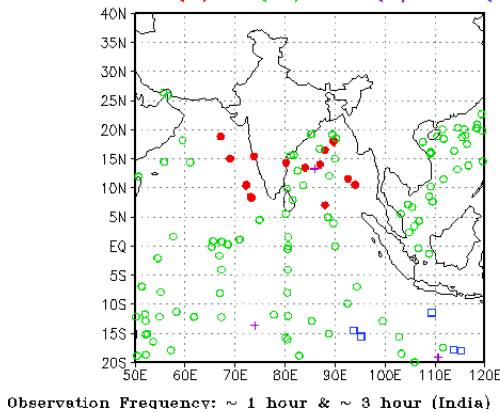 40N
35N
30N
25N
20N
15N
10N
5N
EQ
5S
10S
15S
20S
50E 60E 70E 80E 90E 100E 110E 120E
Observation Frequency: ~ 1 hour & ~ 3 hour (India)